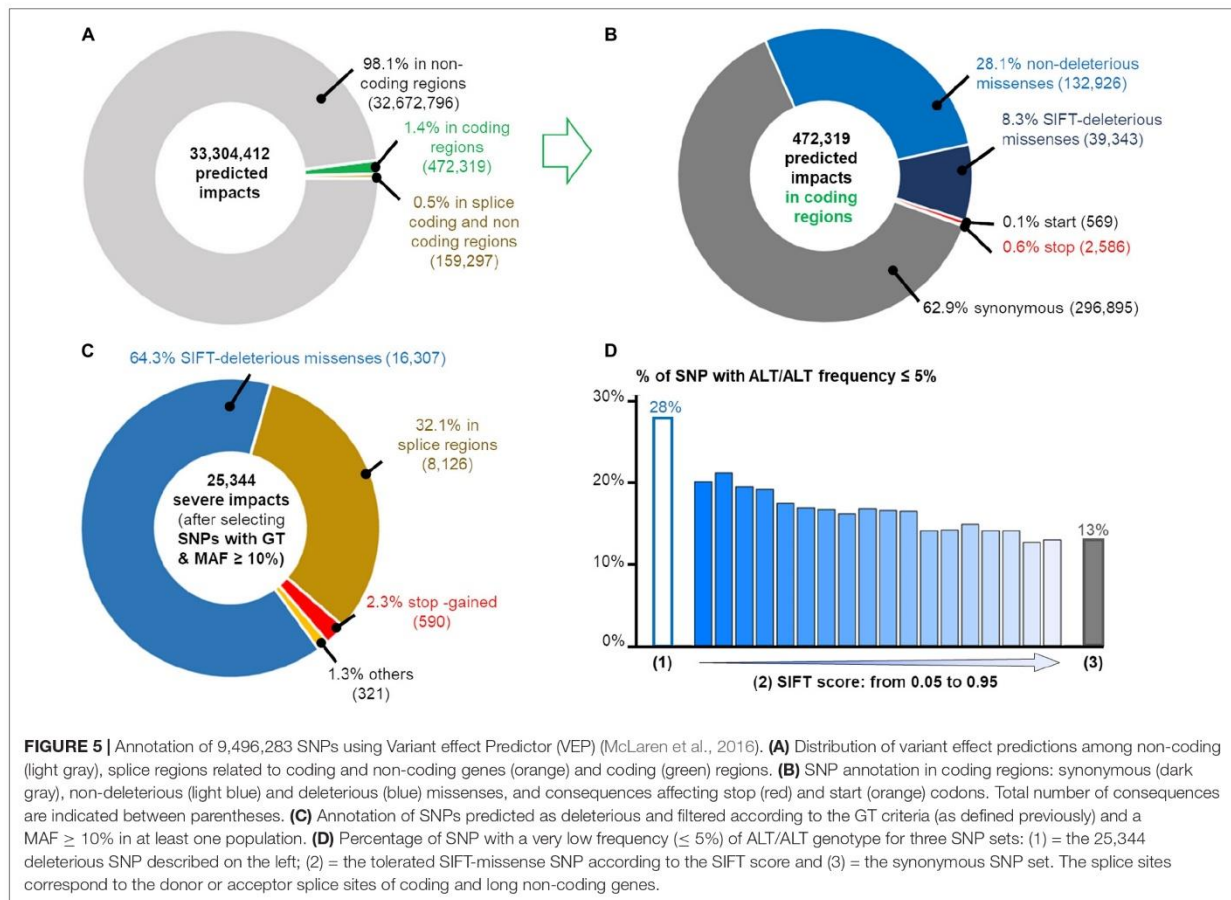 A
98.1% in non-
coding regions
(32,672,796)
1.4% in coding
regions
(472,319)
33,304,412
predicted
impacts
0.5% in splice
coding and non
coding regions
(159,297)
B
28.1% non-deleterious
missenses (132,926)
8.3% SIFT-deleterious
missenses (39,343)
472,319
predicted
impacts
in coding
regions
0.1% start (569)
0.6% stop (2,586)
62.9% synonymous (296,895)
C
64.3% SIFT-deleterious missenses (16,307)
32.1% in
splice regions
(8,126)
25,344
severe impacts
(after selecting
SNPs with GT
& MAF ≥ 10%)
2.3% stop -gained
(590)
1.3% others
(321)
D
% of SNP with ALT/ALT frequency ≤ 5%
30%
28%
20%
10%
13%
0%
(1)
(2) SIFT score: from 0.05 to 0.95
(3)
FIGURE 5 | Annotation of 9,496,283 SNPs using Variant effect Predictor (VEP) (McLaren et al., 2016). (A) Distribution of variant effect predictions among non-coding
(light gray), splice regions related to coding and non-coding genes (orange) and coding (green) regions. (B) SNP annotation in coding regions: synonymous (dark
gray), non-deleterious (light blue) and deleterious (blue) missenses, and consequences affecting stop (red) and start (orange) codons. Total number of consequences
are indicated between parentheses. (C) Annotation of SNPs predicted as deleterious and filtered according to the GT criteria (as defined previously) and a
MAF ≥ 10% in at least one population. (D) Percentage of SNP with a very low frequency (≤ 5%) of ALT/ALT genotype for three SNP sets: (1) = the 25,344
deleterious SNP described on the left; (2) = the tolerated SIFT-missense SNP according to the SIFT score and (3) = the synonymous SNP set. The splice sites
correspond to the donor or acceptor splice sites of coding and long non-coding genes.